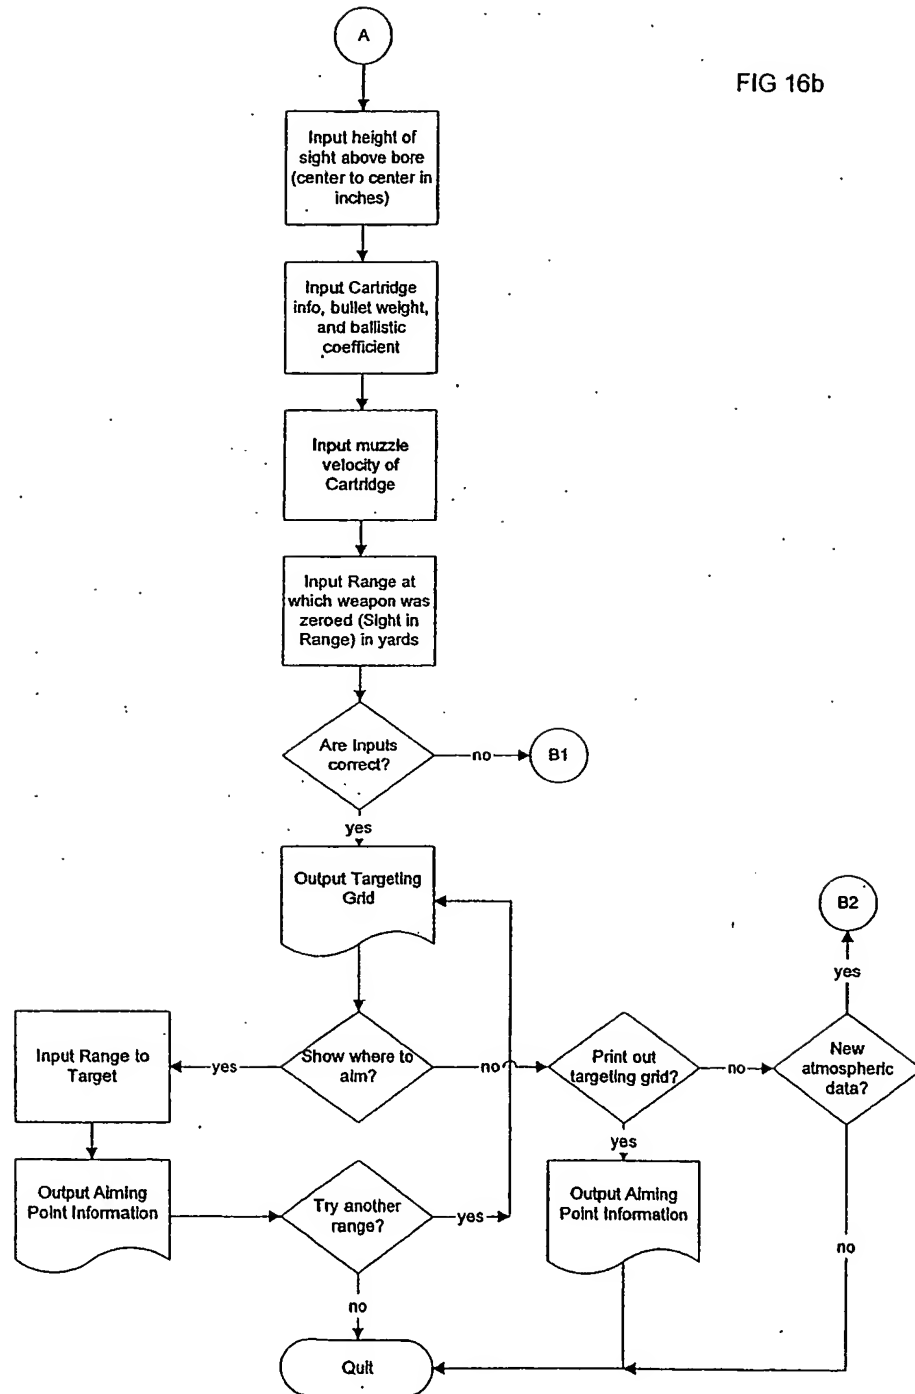 A
FIG 16b
Input height of
sight above bore
(center to center in
inches)
Input Cartridge
info, bullet weight,
and ballistic
coefficient
Input muzzle
velocity of
Cartridge
Input Range at
which weapon was
zeroed (Sight in
Range) in yards
Are Inputs
correct?
no
B1
yes
Output Targeting
Grid
B2
yes
Input Range to
Target
yes
Show where to
aim?
no
Print out
targeting grid?
no
New
atmospheric
data?
yes
Output Aiming
Point Information
Try another
range?
yes
Output Aiming
Point Information
no
no
Quit